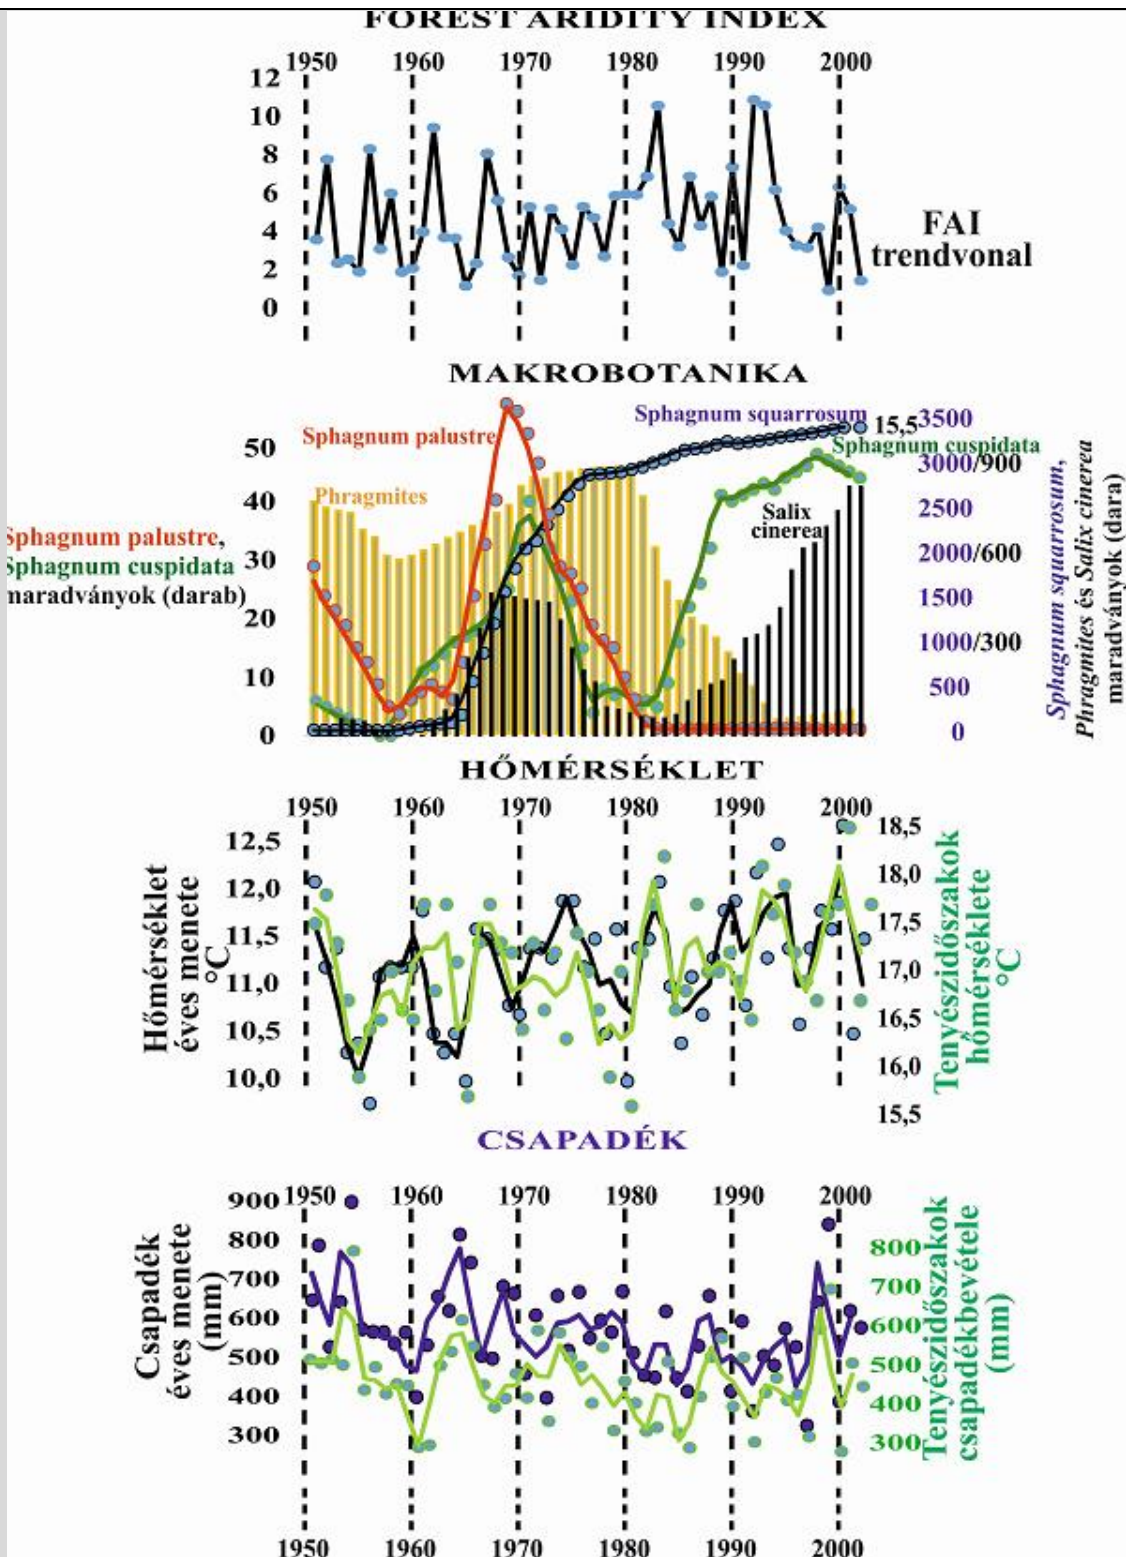 FOREST ARIDITY INDEX
1950 1960 1970 1980 1990 2000
12
10
8
6
4
2
0
FAI
trendvonal
MAKROBOTANIKA
Sphagnum squarrosum
15,5
3500
Sphagnum palustre
Sphagnum cuspidata
50
3000/900
Phragmites
40
2500
Salix
cinerea
Sphagnum palustre,
Sphagnum cuspidata
maradványok (darab)
30
2000/600
20
1500
1000/300
10
500
0
0
Sphagnum squarrosum,
Phragmites és Salix cinerea
maradványok (dara)
HŐMÉRSÉKLET
1950 1960 1970 1980 1990 2000
12,5
12,0
11,5
11,0
10,5
10,0
Hőmérséklet
éves menete
°C
18,5
18,0
17,5
17,0
16,5
16,0
15,5
Tenyészidőszakok
hőmérséklete
°C
CSAPADÉK
1950 1960 1970 1980 1990 2000
900
800
700
600
500
400
300
Csapadék
éves menete
(mm)
800
700
600
500
400
300
Tenyészidőszakok
csapadékbevétele
(mm)
1950 1960 1970 1980 1990 2000